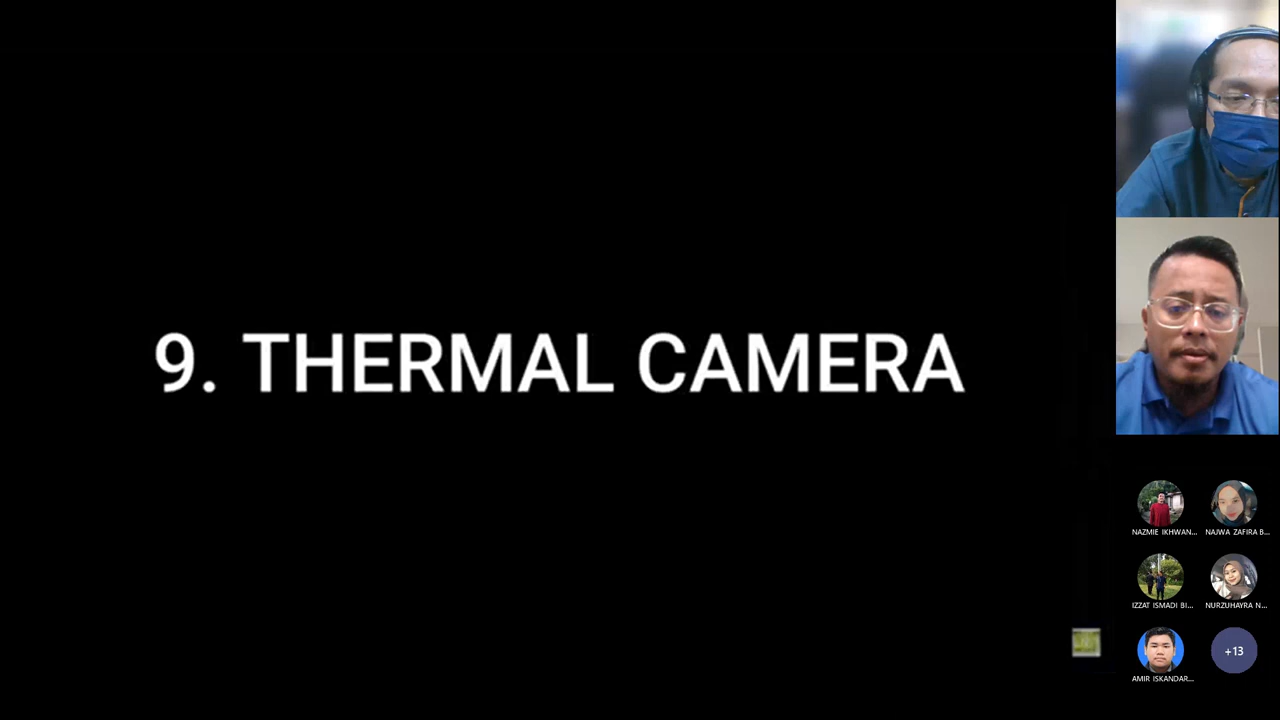 9. THERMAL CAMERA
NAZMIE IKHWAN...
NAJWA ZAFIRA B...
IZZAT ISMADI BI...
NURZUHAYRA N...
AMIR ISKANDAR...
+13